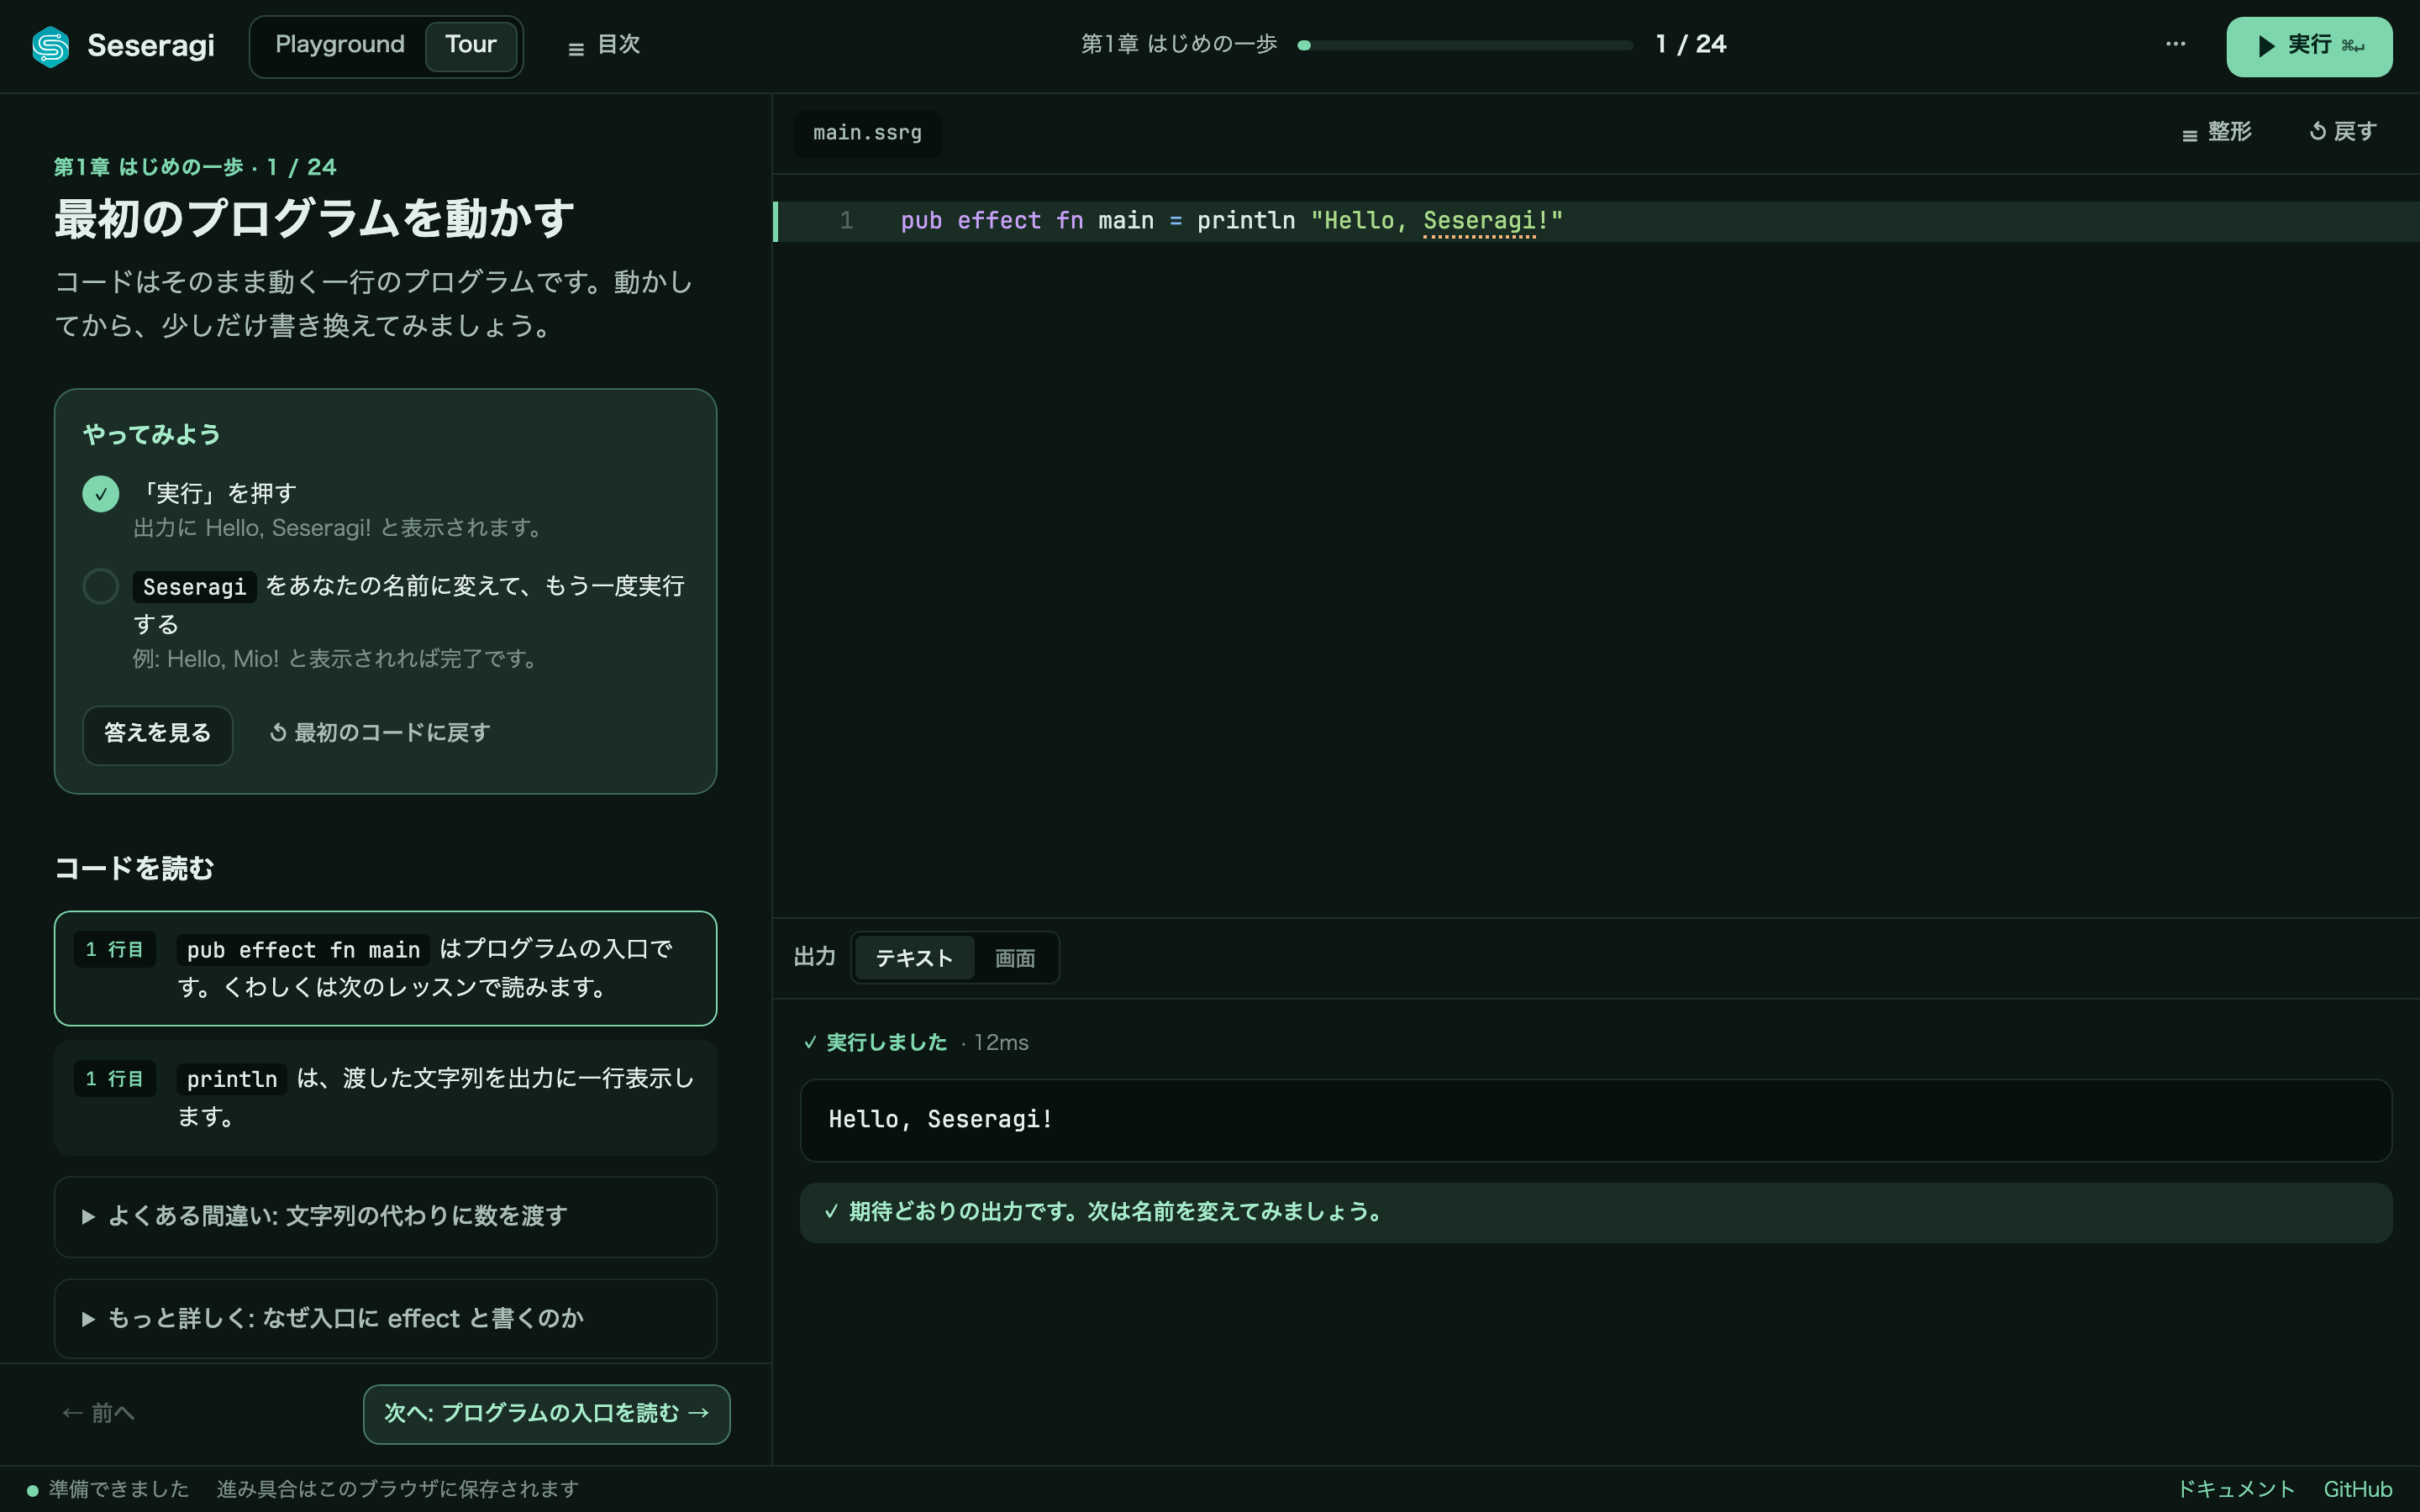 Seseragi
Playground
Tour
目次
第1章 はじめの一歩
1 / 24
実行 ⌘↵
第1章 はじめの一歩 · 1 / 24
最初のプログラムを動かす
コードはそのまま動く一行のプログラムです。動かし
てから、少しだけ書き換えてみましょう。
やってみよう
「実行」を押す
出力に Hello, Seseragi! と表示されます。
Seseragi をあなたの名前に変えて、もう一度実行
する
例: Hello, Mio! と表示されれば完了です。
答えを見る
最初のコードに戻す
コードを読む
1 行目 pub effect fn main はプログラムの入口で
す。くわしくは次のレッスンで読みます。
1 行目 println は、渡した文字列を出力に一行表示し
ます。
よくある間違い: 文字列の代わりに数を渡す
もっと詳しく: なぜ入口に effect と書くのか
← 前へ
次へ: プログラムの入口を読む →
main.ssrg
整形
戻す
1 pub effect fn main = println "Hello, Seseragi!"
出力
テキスト
画面
✓ 実行しました · 12ms
Hello, Seseragi!
✓ 期待どおりの出力です。次は名前を変えてみましょう。
準備できました
進み具合はこのブラウザに保存されます
ドキュメント
GitHub